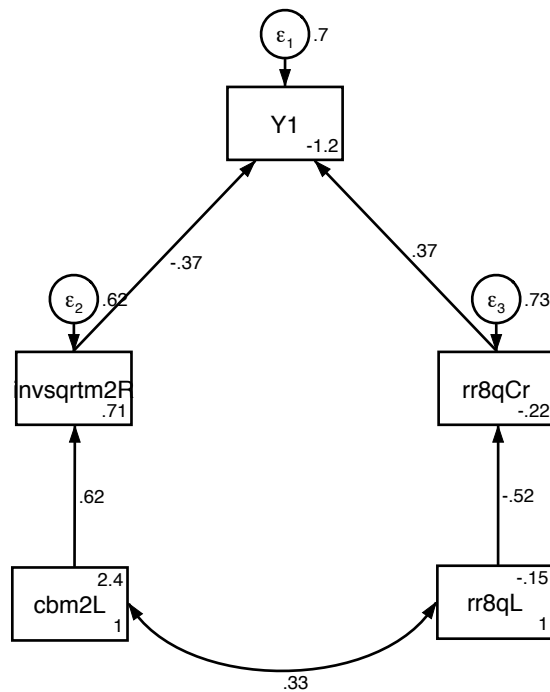 ε1 .7
Y1
-1.2
-.37
.37
ε2 .62
ε3 .73
invsqrtm2R
.71
rr8qCr
-.22
.62
-.52
2.4
cbm2L
1
-.15
rr8qL
1
.33